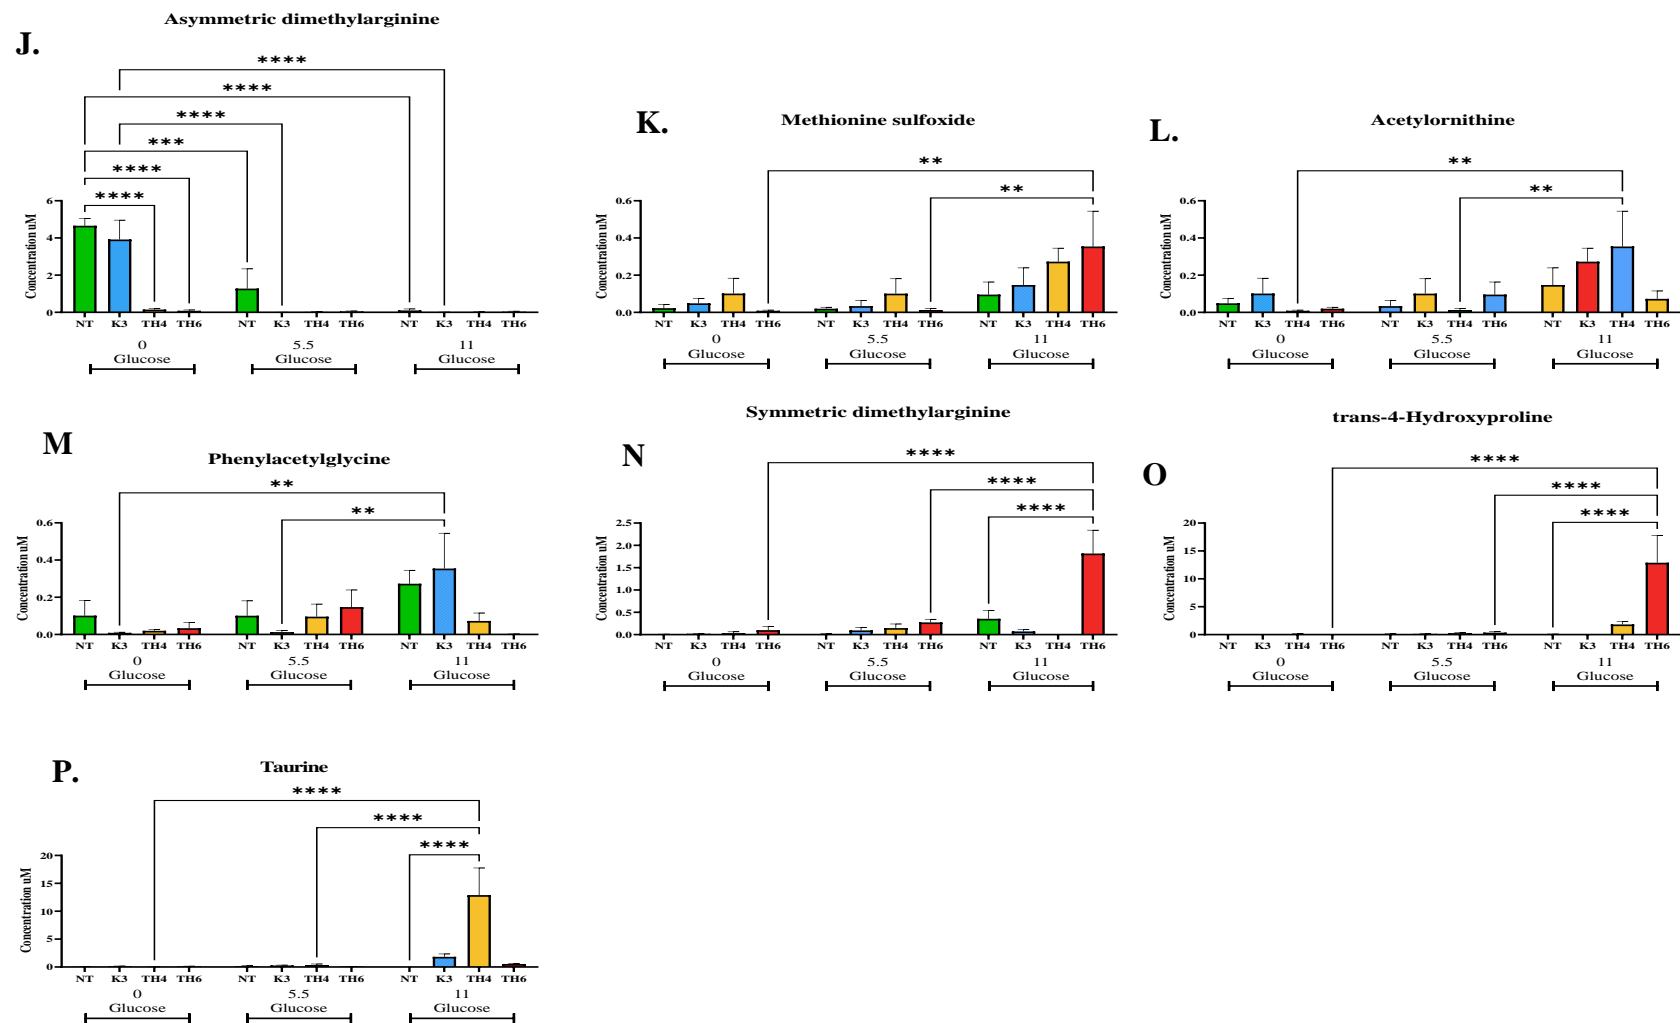 Asymmetric dimethylarginine
J.
****
****
****
***
****
****
Concentration uM
6
4
2
0
NT K3 TH4 TH6 NT K3 TH4 TH6 NT K3 TH4 TH6
0 5.5 11
Glucose Glucose Glucose
K.
Methionine sulfoxide
**
**
Concentration uM
0.6
0.4
0.2
0.0
NT K3 TH4 TH6 NT K3 TH4 TH6 NT K3 TH4 TH6
0 5.5 11
Glucose Glucose Glucose
L.
Acetylornithine
**
**
Concentration uM
0.6
0.4
0.2
0.0
NT K3 TH4 TH6 NT K3 TH4 TH6 NT K3 TH4 TH6
0 5.5 11
Glucose Glucose Glucose
M
Phenylacetylglycine
**
**
Concentration uM
0.6
0.4
0.2
0.0
NT K3 TH4 TH6 NT K3 TH4 TH6 NT K3 TH4 TH6
0 5.5 11
Glucose Glucose Glucose
Symmetric dimethylarginine
N
****
****
****
Concentration uM
2.5
2.0
1.5
1.0
0.5
0.0
NT K3 TH4 TH6 NT K3 TH4 TH6 NT K3 TH4 TH6
0 5.5 11
Glucose Glucose Glucose
trans-4-Hydroxyproline
O
****
****
****
Concentration uM
20
15
10
5
0
NT K3 TH4 TH6 NT K3 TH4 TH6 NT K3 TH4 TH6
0 5.5 11
Glucose Glucose Glucose
P.
Taurine
****
****
****
Concentration uM
20
15
10
5
0
NT K3 TH4 TH6 NT K3 TH4 TH6 NT K3 TH4 TH6
0 5.5 11
Glucose Glucose Glucose